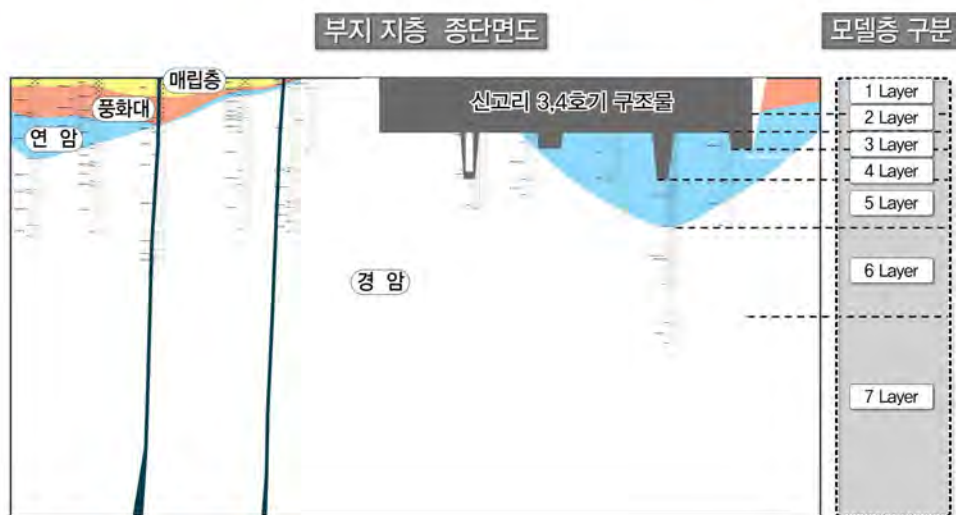 부지 지층 종단면도
모델층 구분
매립층
풍화대
연 암
신고리 3,4호기 구조물
경 암
1 Layer
2 Layer
3 Layer
4 Layer
5 Layer
6 Layer
7 Layer